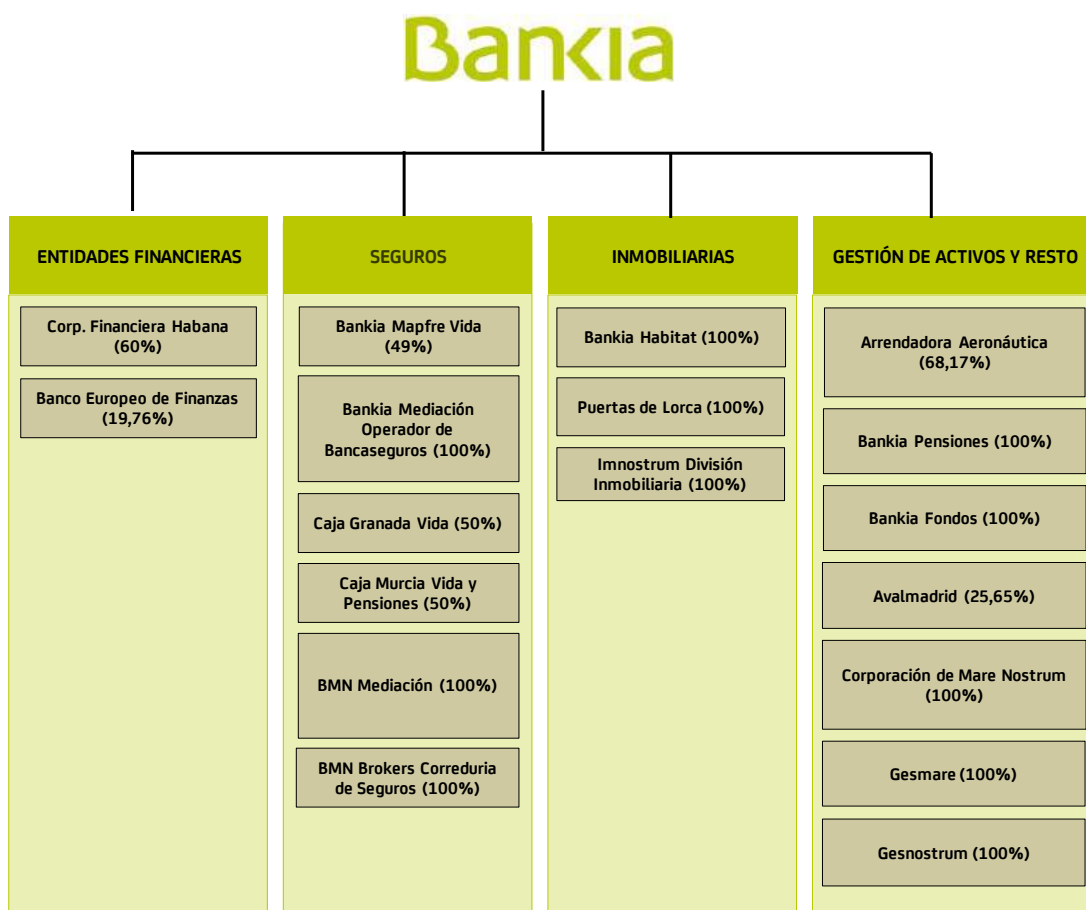 Bankia
ENTIDADES FINANCIERAS
Corp. Financiera Habana
(60%)
Banco Europeo de Finanzas
(19,76%)
SEGUROS
Bankia Mapfre Vida
(49%)
Bankia Mediación
Operador de
Bancaseguros (100%)
Caja Granada Vida (50%)
Caja Murcia Vida y
Pensiones (50%)
BMN Mediación (100%)
BMN Brokers Correduria
de Seguros (100%)
INMOBILIARIAS
Bankia Habitat (100%)
Puertas de Lorca (100%)
Imnostrum División
Inmobiliaria (100%)
GESTIÓN DE ACTIVOS Y RESTO
Arrendadora Aeronáutica
(68,17%)
Bankia Pensiones (100%)
Bankia Fondos (100%)
Avalmadrid (25,65%)
Corporación de Mare Nostrum
(100%)
Gesmare (100%)
Gesnostrum (100%)